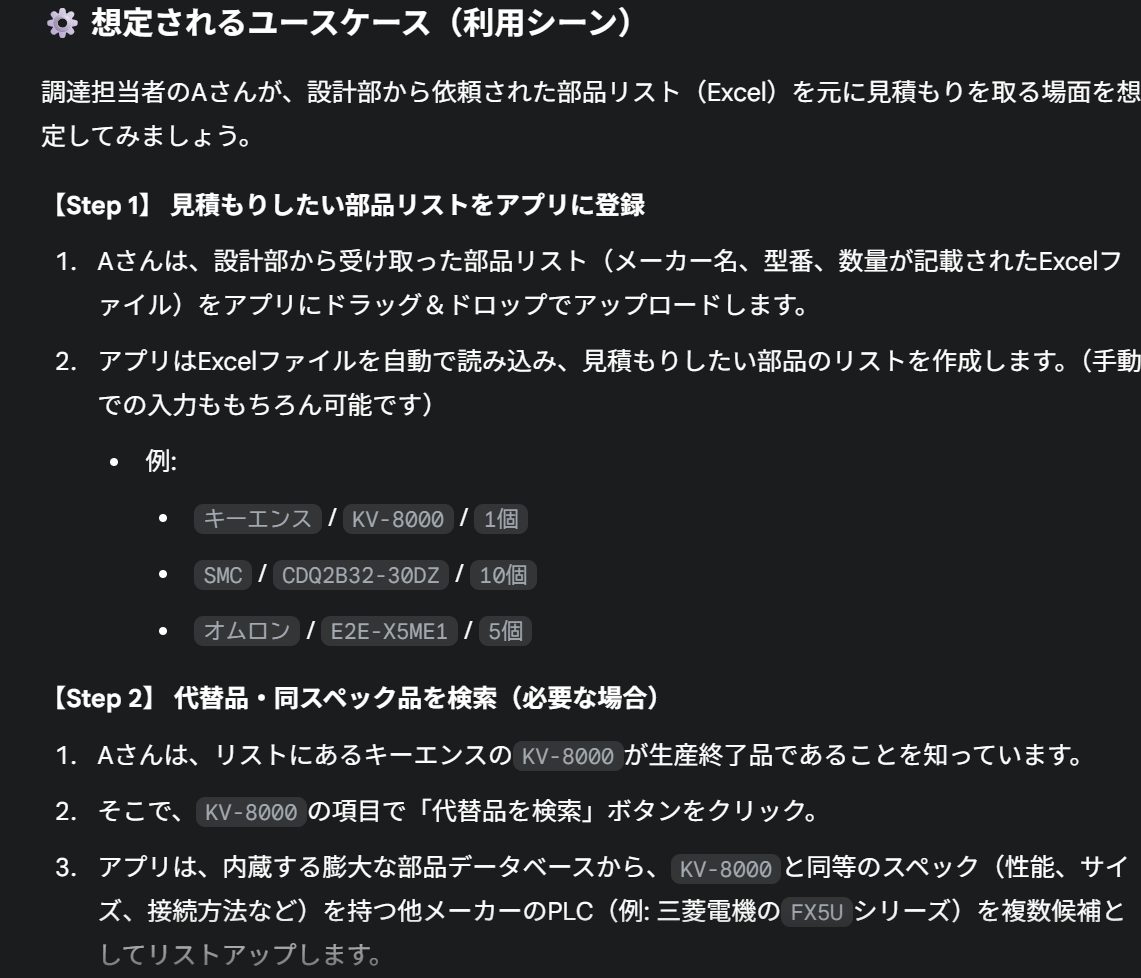 想定されるユースケース（利用シーン）
調達担当者のAさんが、設計部から依頼された部品リスト（Excel）を元に見積もりを取る場面を想
定してみましょう。
【Step 1】 見積もりしたい部品リストをアプリに登録
1. Aさんは、設計部から受け取った部品リスト（メーカー名、型番、数量が記載されたExcelフ
ァイル）をアプリにドラッグ＆ドロップでアップロードします。
2. アプリはExcelファイルを自動で読み込み、見積もりしたい部品のリストを作成します。（手動
での入力ももちろん可能です）
• 例:
• キーエンス / KV-8000 / 1個
• SMC / CDQ2B32-30DZ / 10個
• オムロン / E2E-X5ME1 / 5個
【Step 2】 代替品・同スペック品を検索（必要な場合）
1. Aさんは、リストにあるキーエンスの KV-8000 が生産終了品であることを知っています。
2. そこで、 KV-8000 の項目で「代替品を検索」ボタンをクリック。
3. アプリは、内蔵する膨大な部品データベースから、 KV-8000 と同等のスペック（性能、サイ
ズ、接続方法など）を持つ他メーカーのPLC（例: 三菱電機の FX5U シリーズ）を複数候補と
してリストアップします。